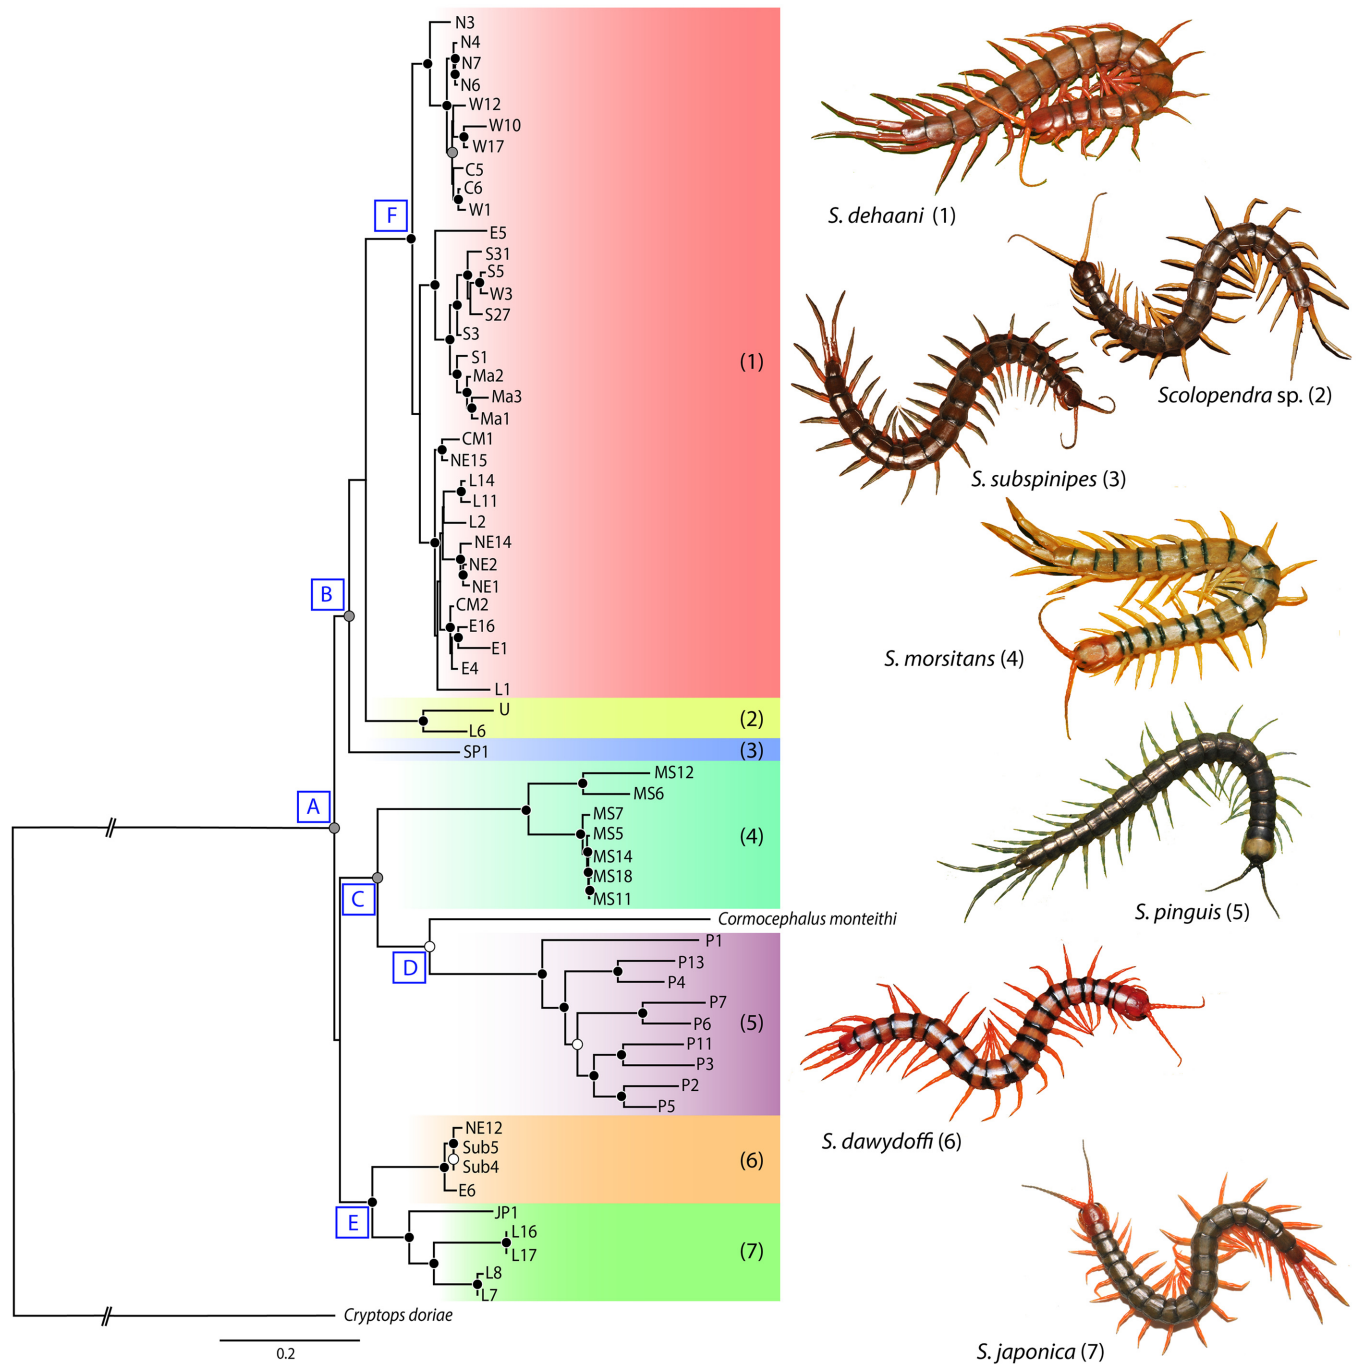 N3
N4
N7
N6
W12
W10
W17
C5
C6
W1
F
E5
S31
S5
W3
S27
S3
S1
(1)
Ma2
Ma3
Ma1
CM1
NE15
L14
L11
L2
NE14
NE2
NE1
B
CM2
E16
E1
E4
L1
U
(2)
L6
SP1
(3)
MS12
MS6
A
MS7
MS5
(4)
MS14
MS18
MS11
C
Cormocephalus monteithi
P1
D
P13
P4
P7
P6
(5)
P11
P3
P2
P5
NE12
Sub5
(6)
Sub4
E6
JP1
E
L16
L17
(7)
L8
L7
Cryptops doriae
0.2
S. dehaani (1)
Scolopendra sp. (2)
S. subspinipes (3)
S. morsitans (4)
S. pinguis (5)
S. dawydoffi (6)
S. japonica (7)